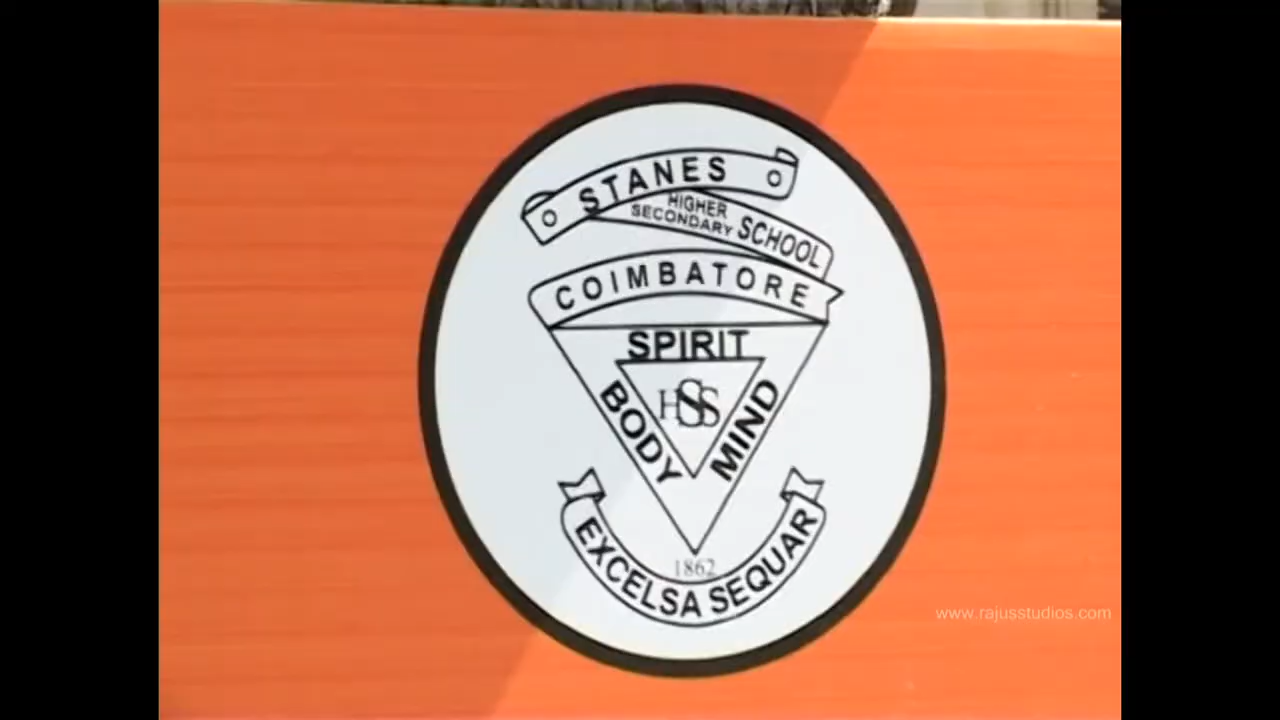 STANES
HIGHER
SECONDARY SCHOOL
COIMBATORE
SPIRIT
BODY
MIND
HSS
1862
EXCELSA SEQUAR
www.rajusstudios.com